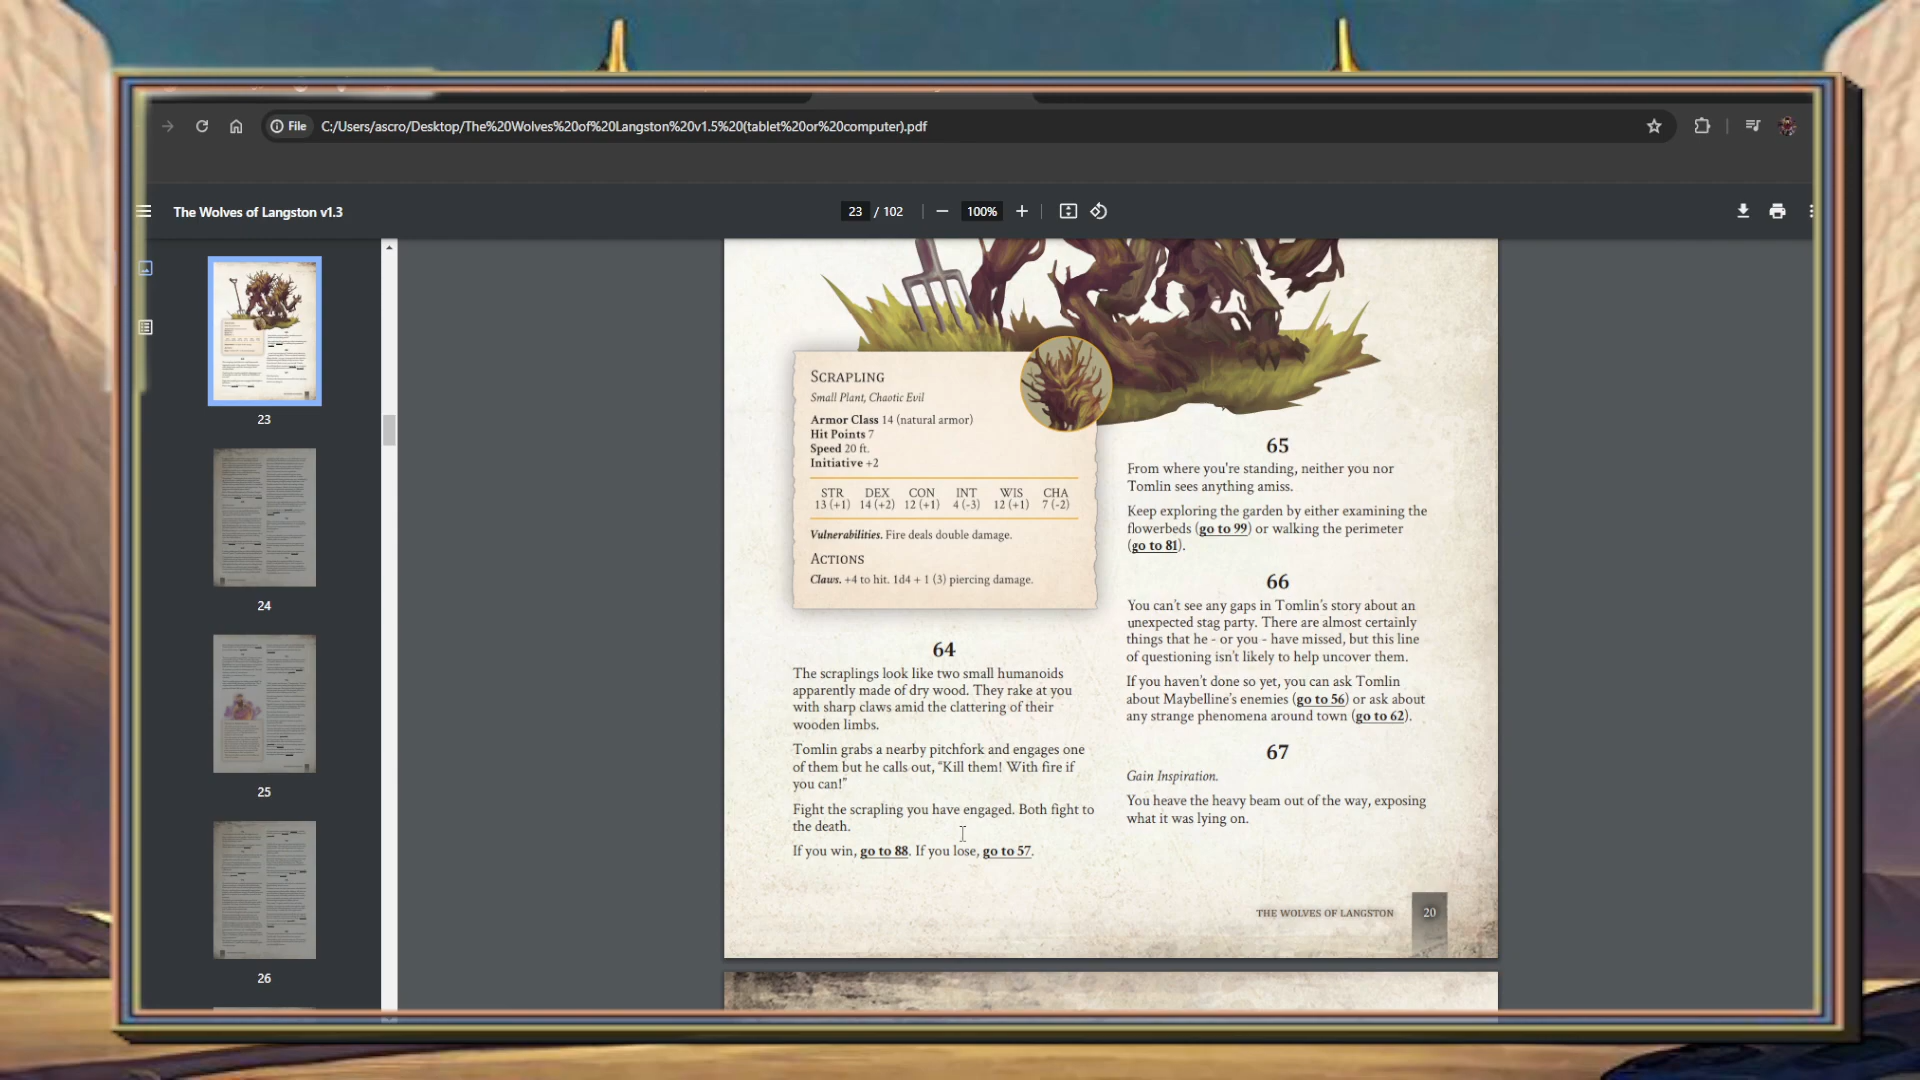 File
C:/Users/ascro/Desktop/The%20Wolves%20of%20Langston%20v1.5%20(tablet%20or%20computer).pdf
The Wolves of Langston v1.3
23 / 102
100%
23
24
25
26
SCRAPLING
Small Plant, Chaotic Evil
Armor Class 14 (natural armor)
Hit Points 7
Speed 20 ft.
Initiative +2
STR DEX CON INT WIS CHA
13 (+1) 14 (+2) 12 (+1) 4 (-3) 12 (+1) 7 (-2)
Vulnerabilities. Fire deals double damage.
ACTIONS
Claws. +4 to hit. 1d4 + 1 (3) piercing damage.
64
The scraplings look like two small humanoids
apparently made of dry wood. They rake at you
with sharp claws amid the clattering of their
wooden limbs.
Tomlin grabs a nearby pitchfork and engages one
of them but he calls out, “Kill them! With fire if
you can!”
Fight the scrapling you have engaged. Both fight to
the death.
If you win, go to 88. If you lose, go to 57.
65
From where you're standing, neither you nor
Tomlin sees anything amiss.
Keep exploring the garden by either examining the
flowerbeds (go to 99) or walking the perimeter
(go to 81).
66
You can’t see any gaps in Tomlin’s story about an
unexpected stag party. There are almost certainly
things that he - or you - have missed, but this line
of questioning isn’t likely to help uncover them.
If you haven’t done so yet, you can ask Tomlin
about Maybelline’s enemies (go to 56) or ask about
any strange phenomena around town (go to 62).
67
Gain Inspiration.
You heave the heavy beam out of the way, exposing
what it was lying on.
THE WOLVES OF LANGSTON
20